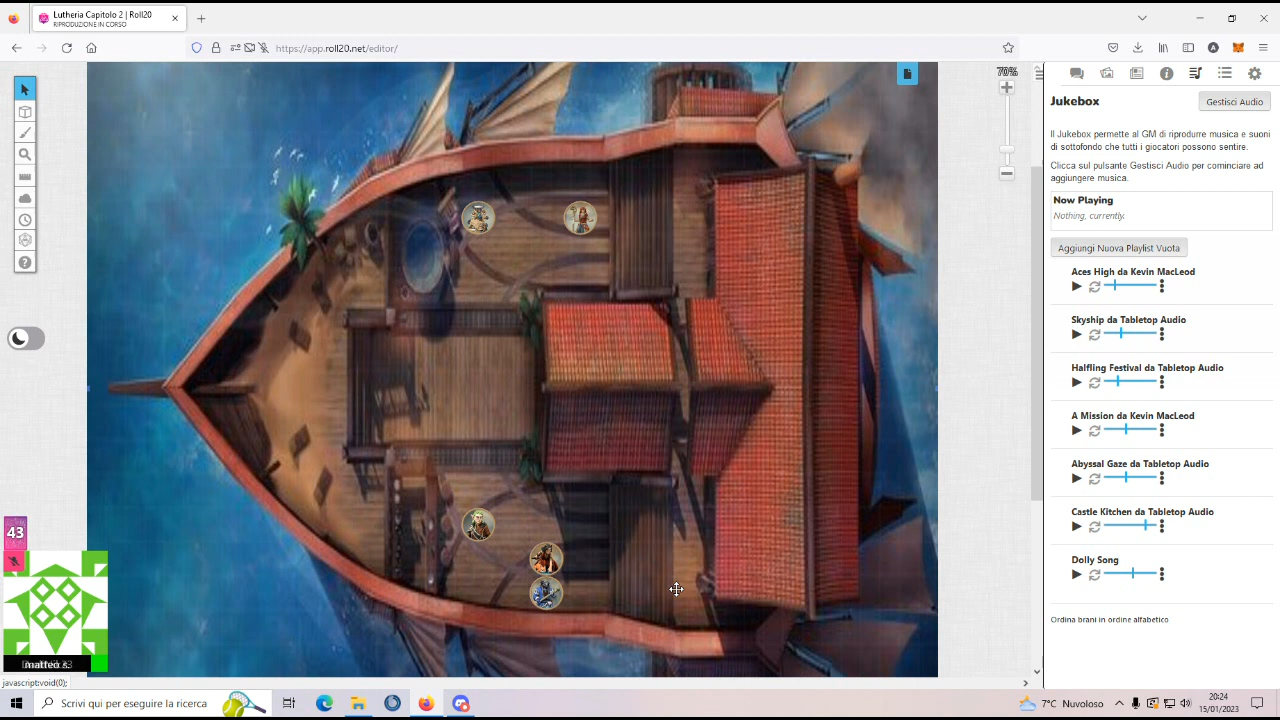 Lutheria Capitolo 2 | Roll20
RIPRODUZIONE IN CORSO
https://app.roll20.net/editor/
70%
Jukebox
Gestisci Audio
Il Jukebox permette al GM di riprodurre musica e suoni
di sottofondo che tutti i giocatori possono sentire.
Clicca sul pulsante Gestisci Audio per cominciare ad
aggiungere musica.
Now Playing
Nothing, currently.
Aggiungi Nuova Playlist Vuota
Aces High da Kevin MacLeod
Skyship da Tabletop Audio
Halfling Festival da Tabletop Audio
A Mission da Kevin MacLeod
Abyssal Gaze da Tabletop Audio
Castle Kitchen da Tabletop Audio
Dolly Song
Ordina brani in ordine alfabetico
43
matteo s.
javascript:void(0);
Scrivi qui per eseguire la ricerca
7°C Nuvoloso
20:24
15/01/2023